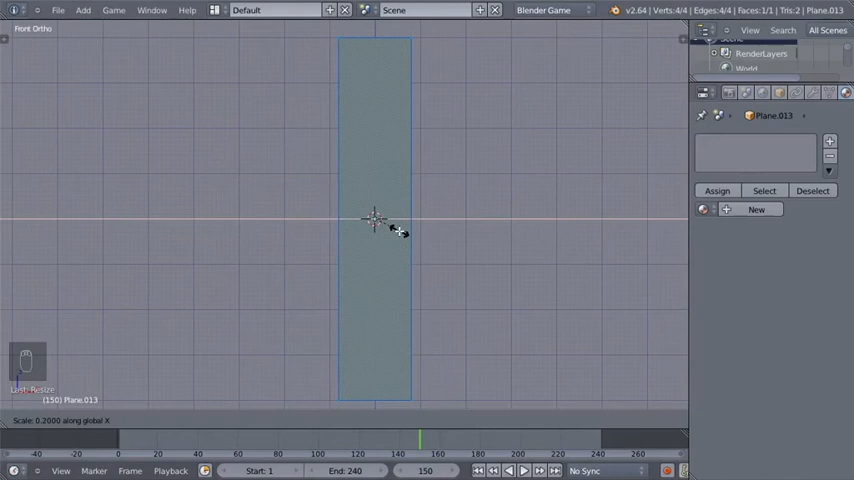 File Add Game Window Help Default Scene Blender Game v2.64 | Verts:4/4 | Edges:4/4 | Faces:1/1 | Tris:2 | Plane.013
Front Ortho
View Search All Scenes
RenderLayers
World
Plane.013
Assign Select Deselect
New
Last: Resize
(150) Plane.013
Scale: 0.2000 along global X
-40 -20 0 20 40 60 80 100 120 140 160 180 200 220 240 260
View Marker Frame Playback Start: 1 End: 240 150 No Sync